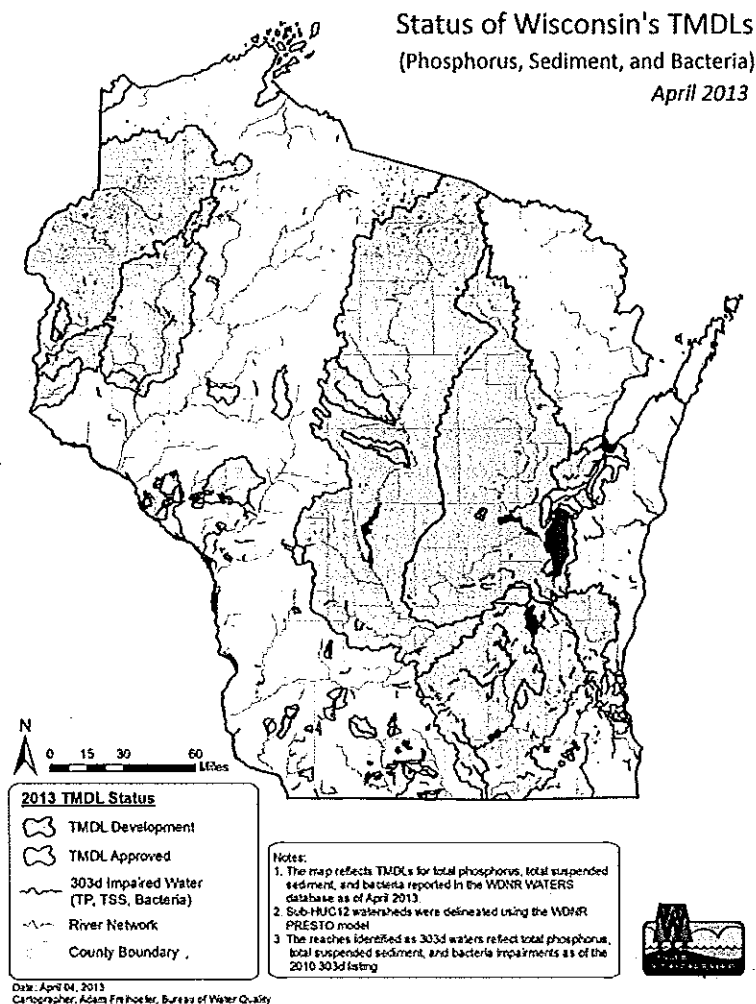 Status of Wisconsin's TMDLs
(Phosphorus, Sediment, and Bacteria)
April 2013
N
0 15 30 60
Miles
2013 TMDL Status
TMDL Development
TMDL Approved
303d Impaired Water
(TP, TSS, Bacteria)
River Network
County Boundary
Notes:
1. The map reflects TMDLs for total phosphorus, total suspended
sediment, and bacteria reported in the WDNR WATERS
database as of April 2013.
2. Sub-HUC12 watersheds were delineated using the WDNR
PRESTO model
3 The reaches identified as 303d waters reflect total phosphorus,
total suspended sediment, and bacteria impairments as of the
2010 303d listing
Date: April 04, 2013
Cartographer: Adam Freihoefer, Bureau of Water Quality